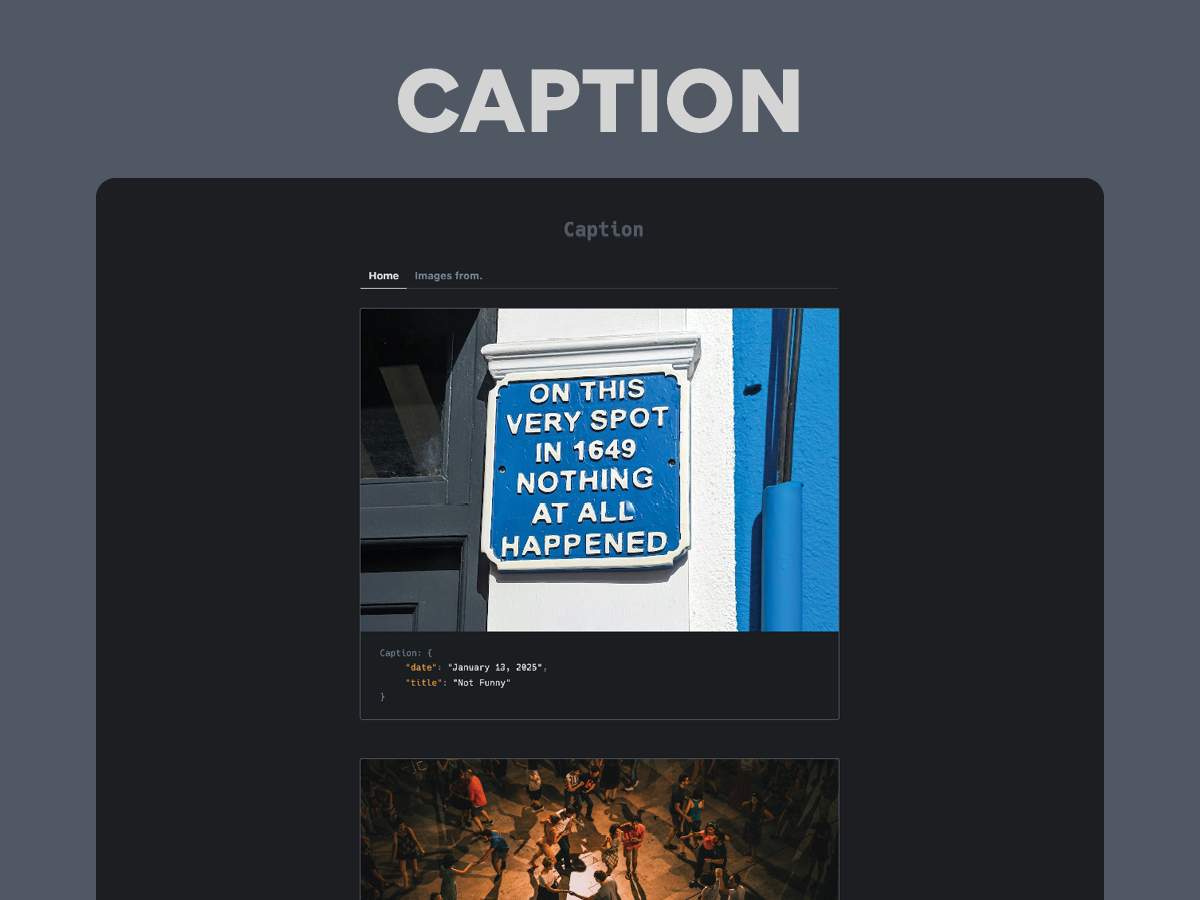 CAPTION
Caption
Home Images from.
ON THIS
VERY SPOT
IN 1649
NOTHING
AT ALL
HAPPENED
Caption: {
"date": "January 13, 2025",
"title": "Not Funny"
}